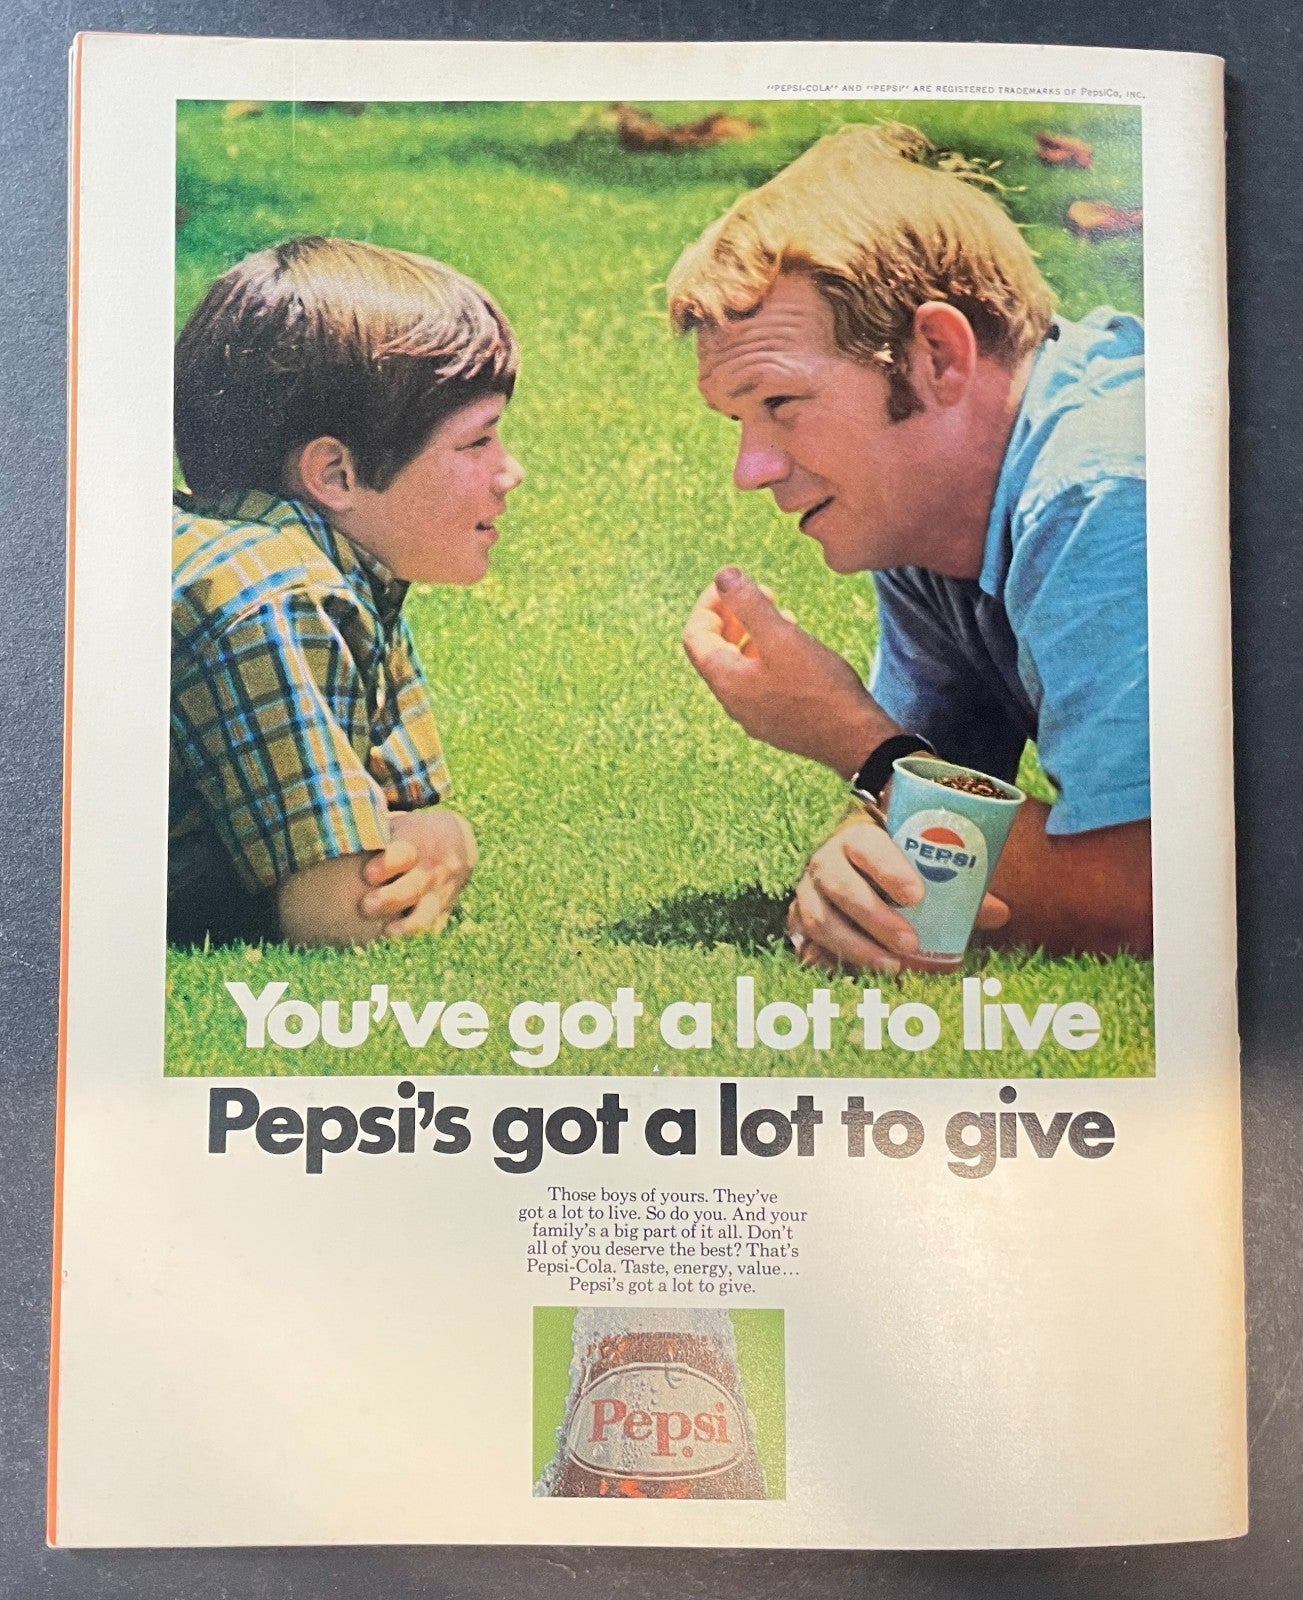 "PEPSI-COLA" AND "PEPSI" ARE REGISTERED TRADEMARKS OF PepsiCo, INC.
PEPSI
You've got a lot to live
Pepsi's got a lot to give
Those boys of yours. They've
got a lot to live. So do you. And your
family's a big part of it all. Don't
all of you deserve the best? That's
Pepsi-Cola. Taste, energy, value...
Pepsi's got a lot to give.
Pepsi®